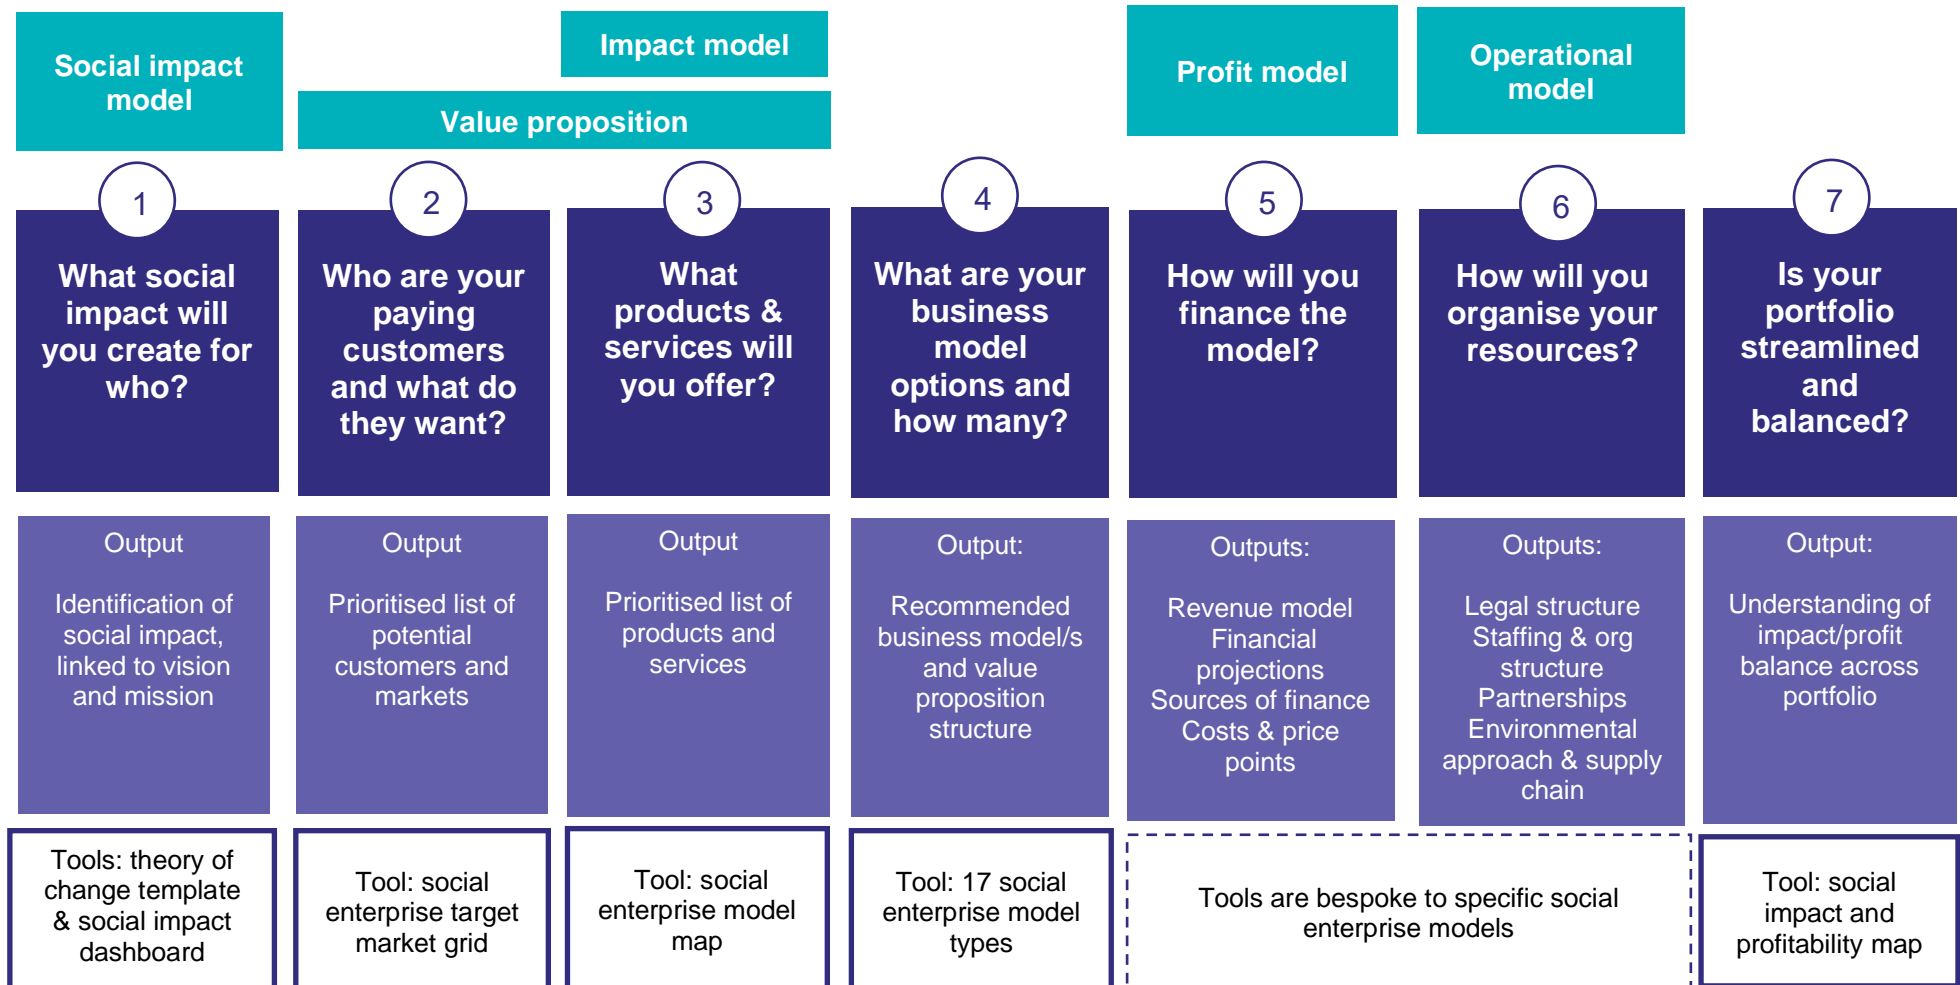 Social impact
model
Impact model
Value proposition
Profit model
Operational
model
1
What social
impact will
you create for
who?
Output
Identification of
social impact,
linked to vision
and mission
Tools: theory of
change template
& social impact
dashboard
2
Who are your
paying
customers
and what do
they want?
Output
Prioritised list of
potential
customers and
markets
Tool: social
enterprise target
market grid
3
What
products &
services will
you offer?
Output
Prioritised list of
products and
services
Tool: social
enterprise model
map
4
What are your
business
model
options and
how many?
Output:
Recommended
business model/s
and value
proposition
structure
Tool: 17 social
enterprise model
types
5
How will you
finance the
model?
Outputs:
Revenue model
Financial
projections
Sources of finance
Costs & price
points
6
How will you
organise your
resources?
Outputs:
Legal structure
Staffing & org
structure
Partnerships
Environmental
approach & supply
chain
Tools are bespoke to specific social
enterprise models
7
Is your
portfolio
streamlined
and
balanced?
Output:
Understanding of
impact/profit
balance across
portfolio
Tool: social
impact and
profitability map